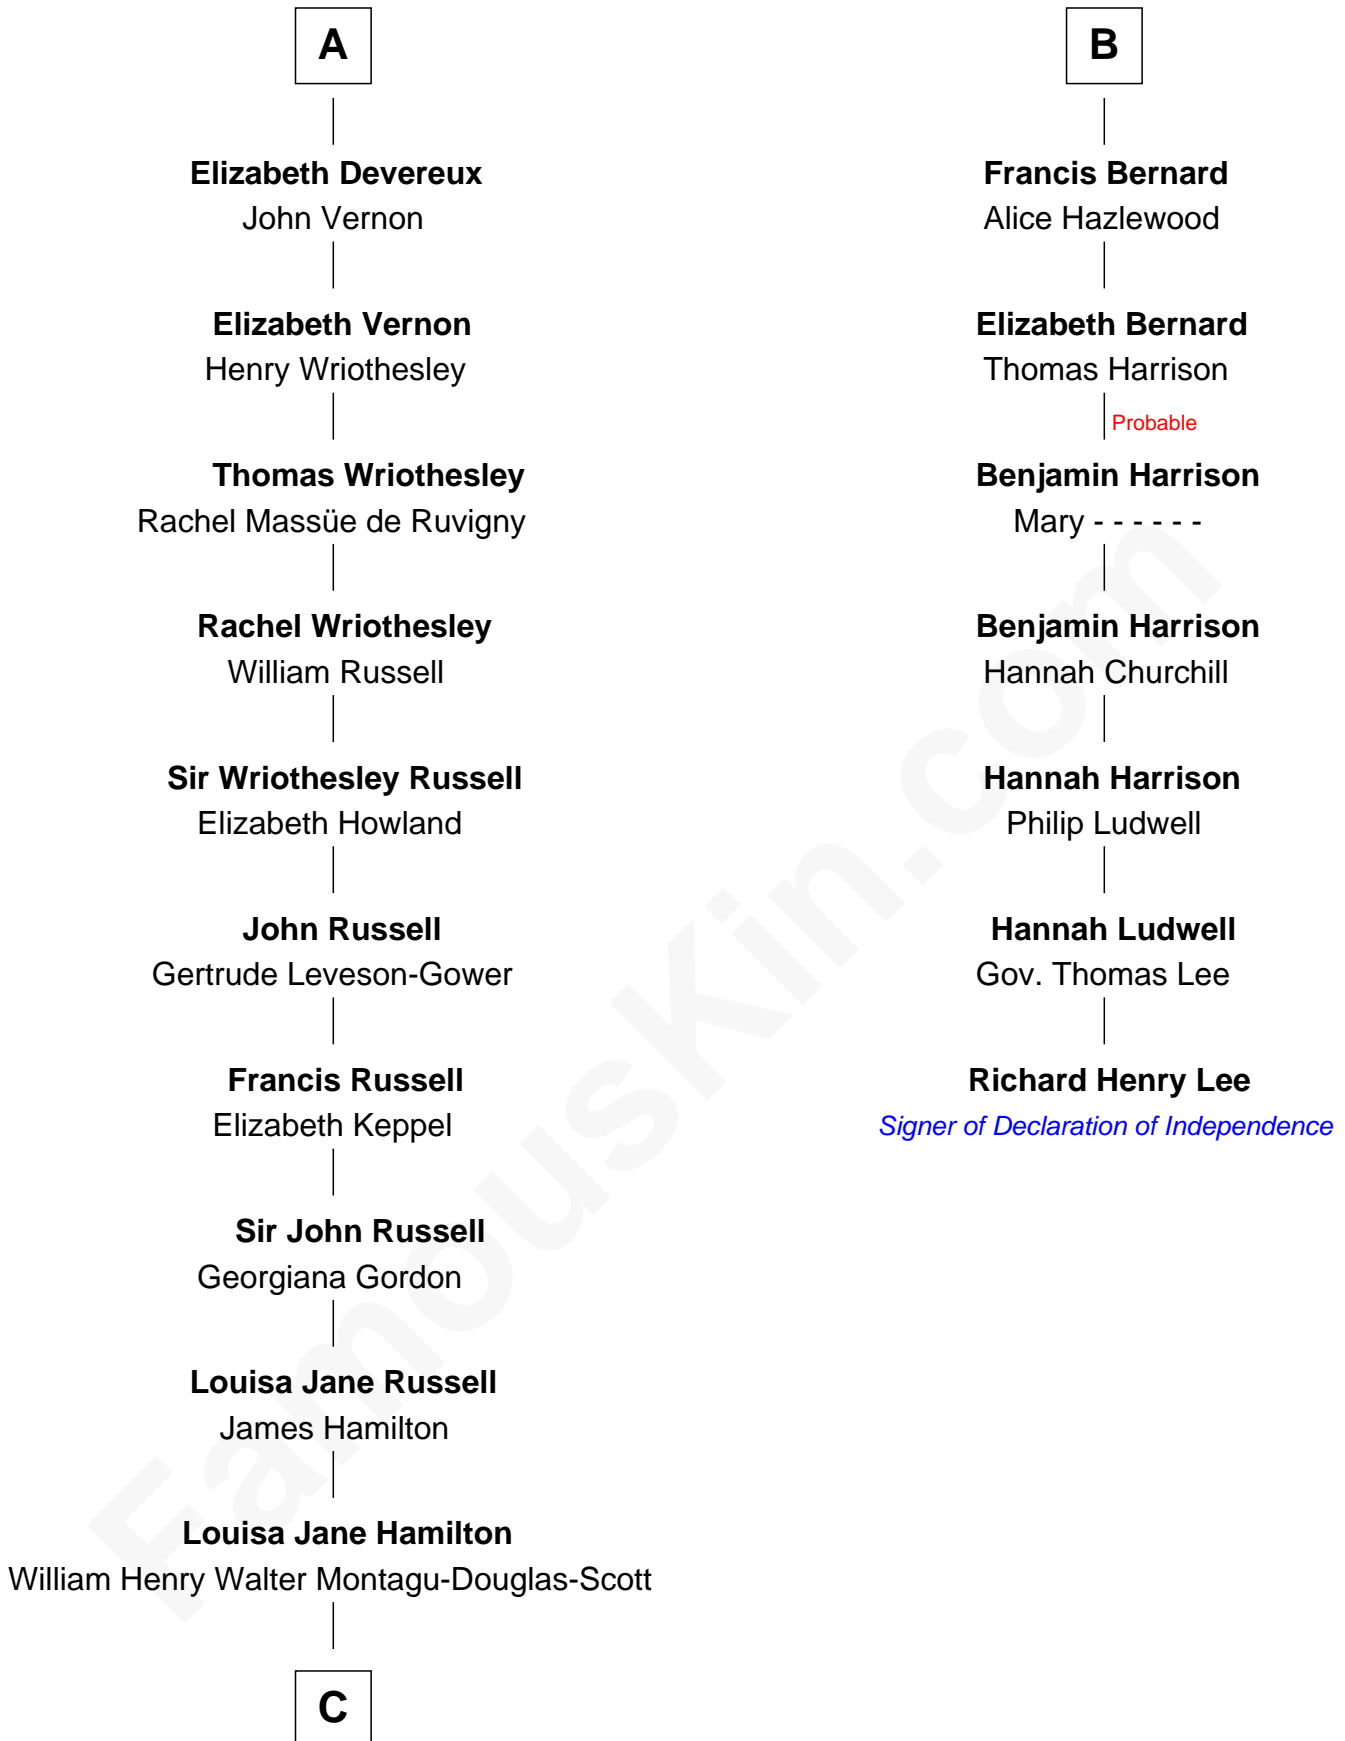 A
Elizabeth Devereux
John Vernon
Elizabeth Vernon
Henry Wriothesley
Thomas Wriothesley
Rachel Massüe de Ruvigny
Rachel Wriothesley
William Russell
Sir Wriothesley Russell
Elizabeth Howland
John Russell
Gertrude Leveson-Gower
Francis Russell
Elizabeth Keppel
Sir John Russell
Georgiana Gordon
Louisa Jane Russell
James Hamilton
Louisa Jane Hamilton
William Henry Walter Montagu-Douglas-Scott
C
B
Francis Bernard
Alice Hazlewood
Elizabeth Bernard
Thomas Harrison
Probable
Benjamin Harrison
Mary - - - - - -
Benjamin Harrison
Hannah Churchill
Hannah Harrison
Philip Ludwell
Hannah Ludwell
Gov. Thomas Lee
Richard Henry Lee
Signer of Declaration of Independence
FamousKin.com